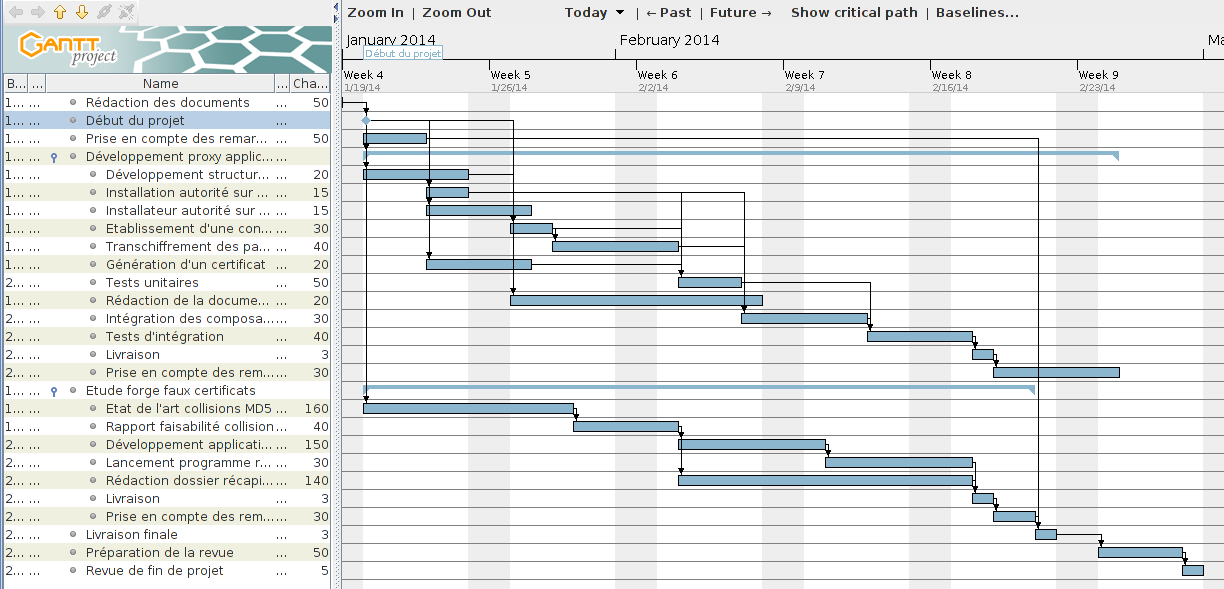 Zoom In | Zoom Out Today | ←Past | Future→ Show critical path | Baselines...
GANTT
project
January 2014 February 2014 Ma
Début du projet
Week 4 Week 5 Week 6 Week 7 Week 8 Week 9
1/19/14 1/26/14 2/2/14 2/9/14 2/16/14 2/23/14
B... ... Name ... Cha...
1... ... Rédaction des documents ... 50
1... ... Début du projet ...
1... ... Prise en compte des remar... ... 50
1... ... Développement proxy applic... ...
1... ... Développement structur... ... 20
1... ... Installation autorité sur ... ... 15
1... ... Installateur autorité sur ... ... 15
1... ... Etablissement d'une con... ... 30
1... ... Transchiffrement des pa... ... 40
1... ... Génération d'un certificat ... 20
2... ... Tests unitaires ... 50
1... ... Rédaction de la docume... ... 20
2... ... Intégration des composa... ... 30
2... ... Tests d'intégration ... 40
2... ... Livraison ... 3
2... ... Prise en compte des rem... ... 30
1... ... Etude forge faux certificats ...
1... ... Etat de l'art collisions MD5 ... 160
1... ... Rapport faisabilité collision ... 40
2... ... Développement applicati... ... 150
2... ... Lancement programme r... ... 30
2... ... Rédaction dossier récapi... ... 140
2... ... Livraison ... 3
2... ... Prise en compte des rem... ... 30
2... ... Livraison finale ... 3
2... ... Préparation de la revue ... 50
2... ... Revue de fin de projet ... 5